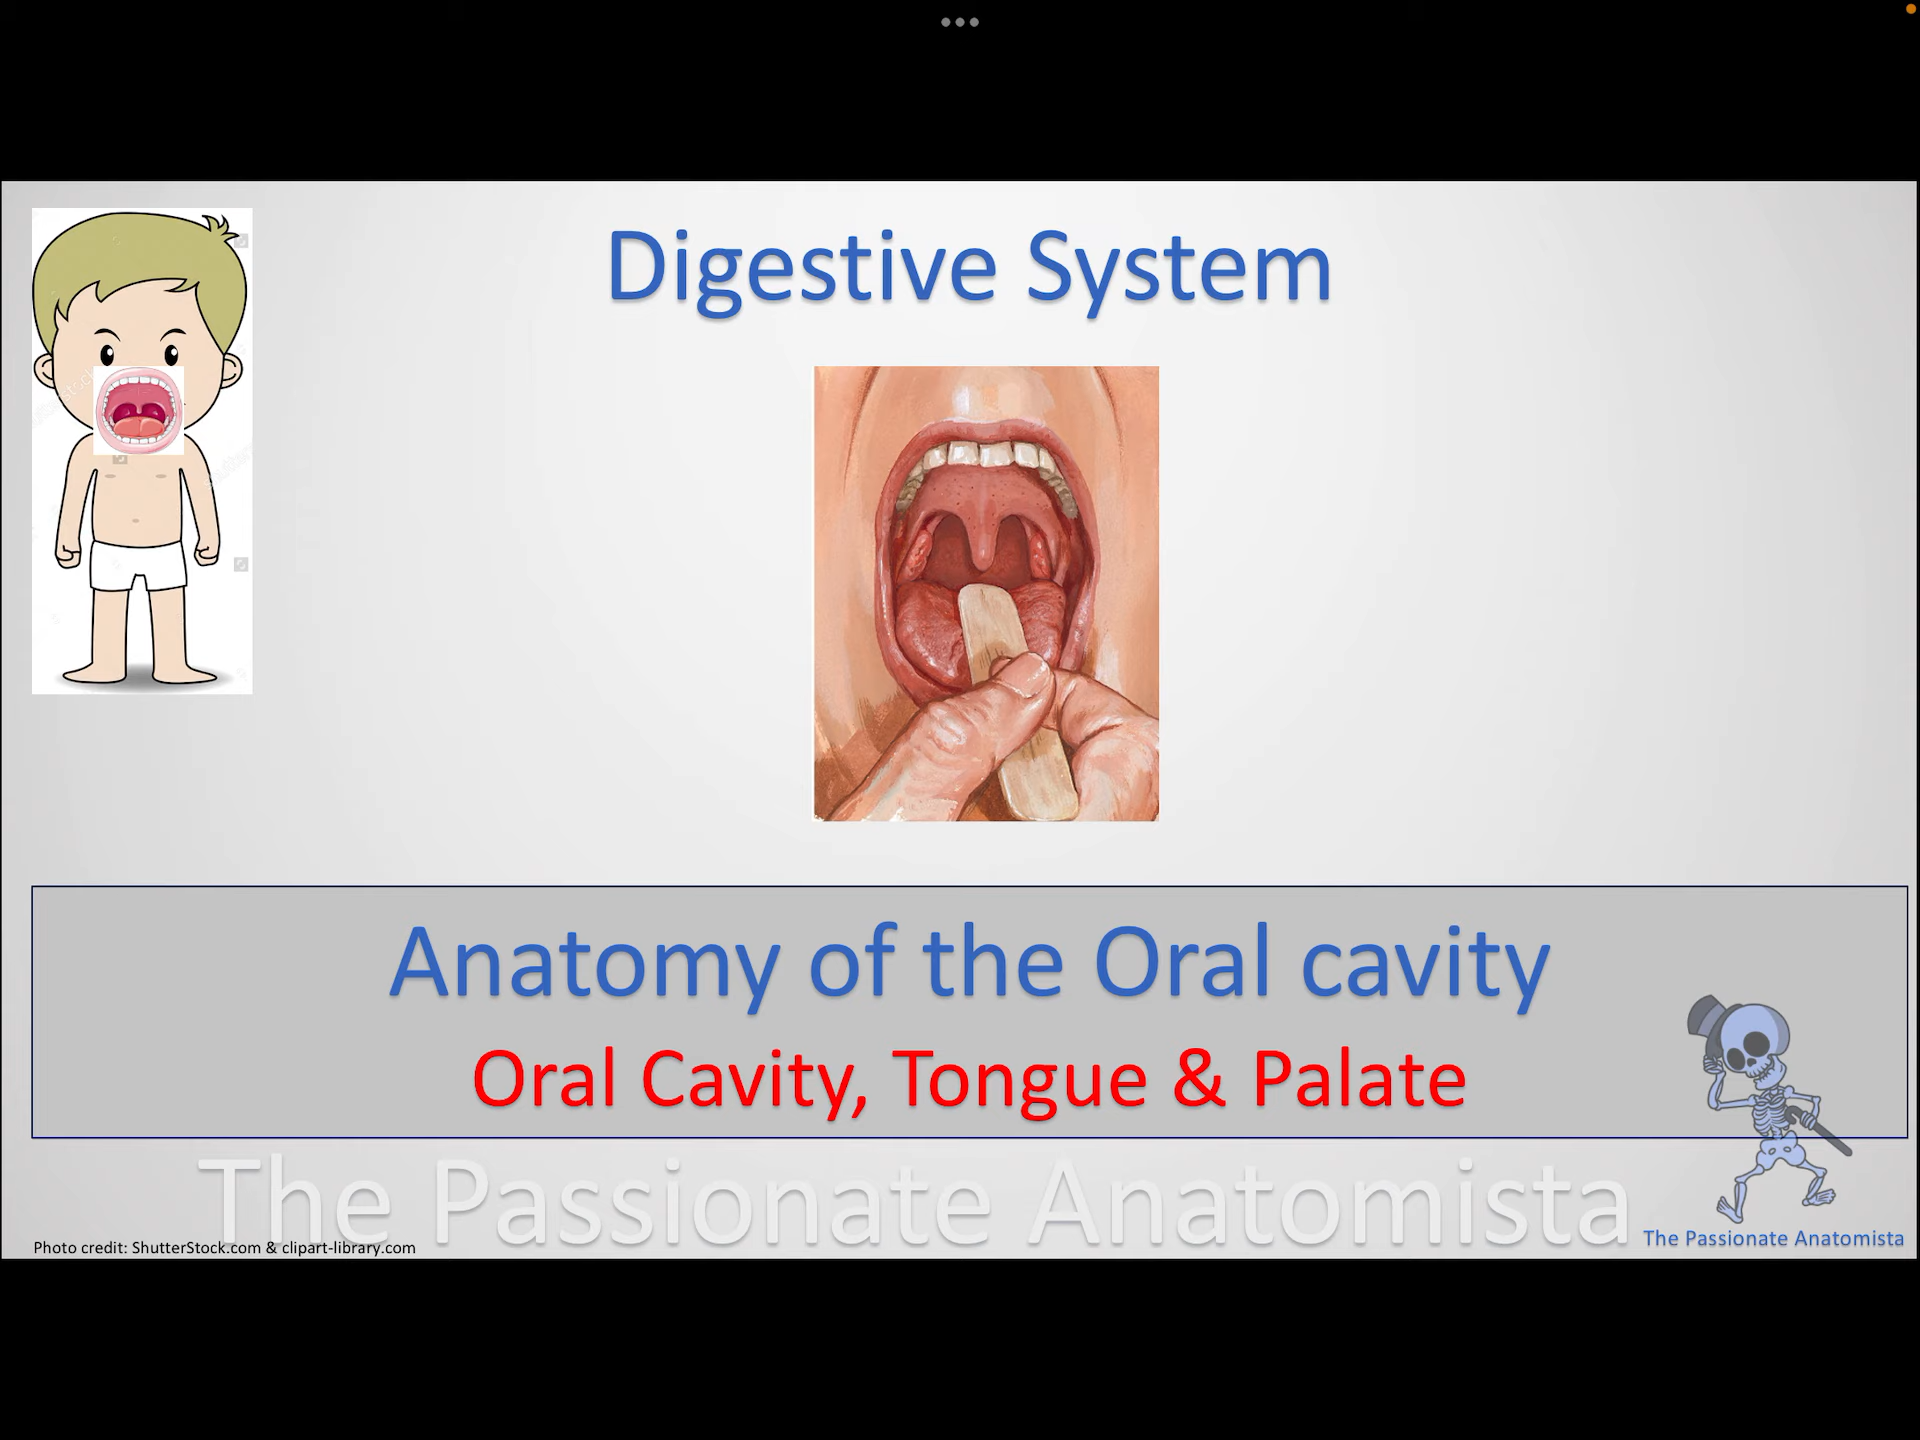 Digestive System
Anatomy of the Oral cavity
Oral Cavity, Tongue & Palate
The Passionate Anatomista
Photo credit: ShutterStock.com & clipart-library.com
The Passionate Anatomista